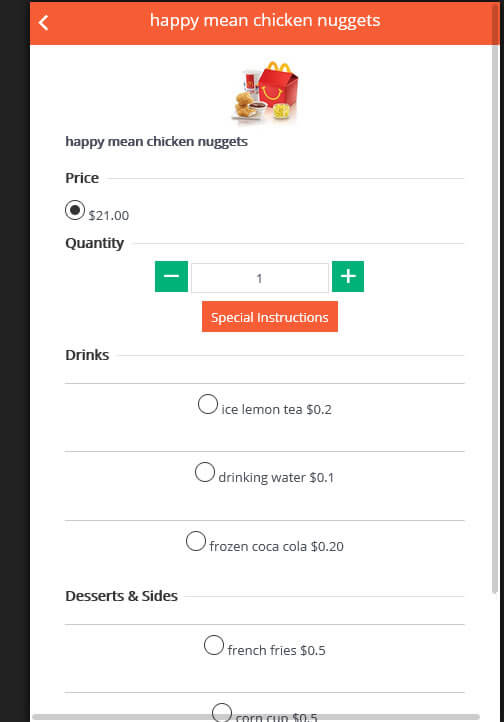 happy mean chicken nuggets
happy mean chicken nuggets
Price
$21.00
Quantity
1
Special Instructions
Drinks
ice lemon tea $0.2
drinking water $0.1
frozen coca cola $0.20
Desserts & Sides
french fries $0.5
corn cup $0.5